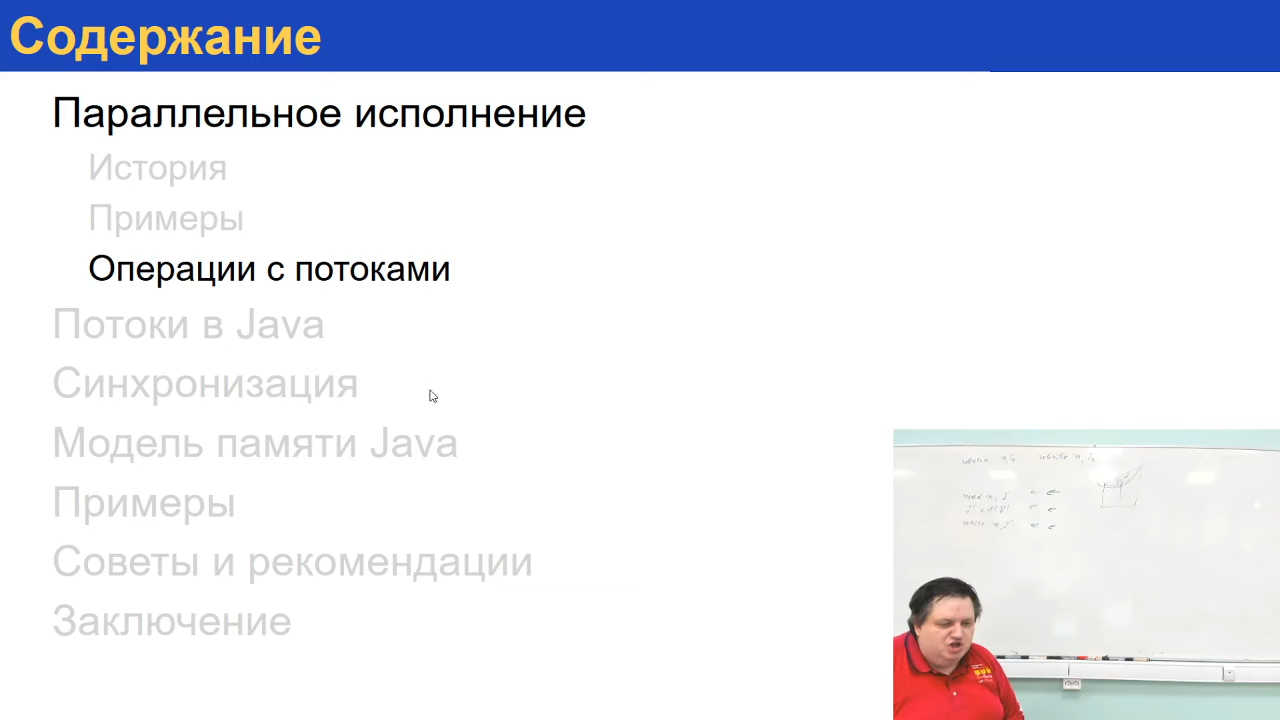 Содержание
Параллельное исполнение
История
Примеры
Операции с потоками
Потоки в Java
Синхронизация
Модель памяти Java
Примеры
Советы и рекомендации
Заключение